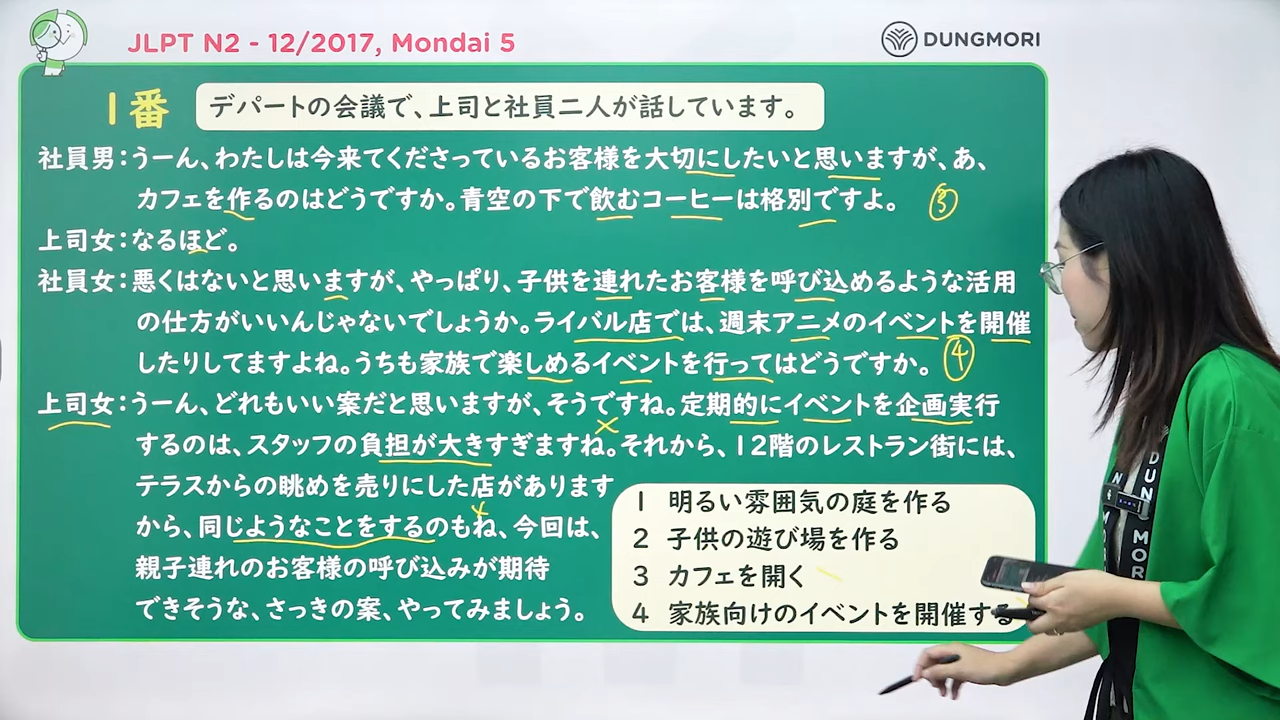 JLPT N2 - 12/2017, Mondai 5
DUNGMORI
1番
デパートの会議で、上司と社員二人が話しています。
社員男：うーん、わたしは今来てくださっているお客様を大切にしたいと思いますが、あ、
カフェを作るのはどうですか。青空の下で飲むコーヒーは格別ですよ。 ③
上司女：なるほど。
社員女：悪くはないと思いますが、やっぱり、子供を連れたお客様を呼び込めるような活用
の仕方がいいんじゃないでしょうか。ライバル店では、週末アニメのイベントを開催
したりしてますよね。うちも家族で楽しめるイベントを行ってはどうですか。 ④
上司女：うーん、どれもいい案だと思いますが、そうですね。定期的にイベントを企画実行
するのは、スタッフの負担が大きすぎますね。それから、12階のレストラン街には、
テラスからの眺めを売りにした店があります
から、同じようなことをするのもね、今回は、
親子連れのお客様の呼び込みが期待
できそうな、さっきの案、やってみましょう。
1 明るい雰囲気の庭を作る
2 子供の遊び場を作る
3 カフェを開く
4 家族向けのイベントを開催する
DUNG
MOR